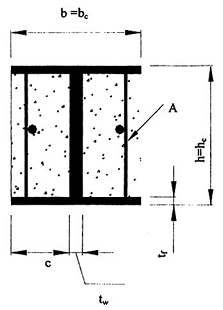 b =b_c
A
h=h_c
c
t_f
t_w